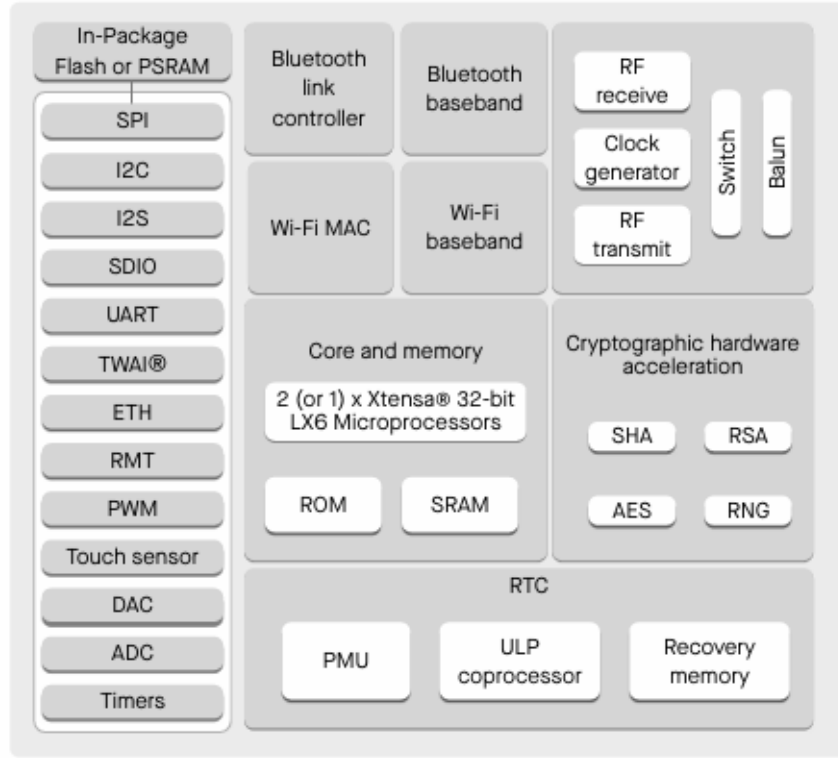 In-Package
Flash or PSRAM
SPI
I2C
I2S
SDIO
UART
TWAI®
ETH
RMT
PWM
Touch sensor
DAC
ADC
Timers
Bluetooth
link
controller
Bluetooth
baseband
Wi-Fi MAC
Wi-Fi
baseband
RF
receive
Clock
generator
RF
transmit
Switch
Balun
Core and memory
2 (or 1) x Xtensa® 32-bit
LX6 Microprocessors
ROM
SRAM
Cryptographic hardware
acceleration
SHA
RSA
AES
RNG
RTC
PMU
ULP
coprocessor
Recovery
memory